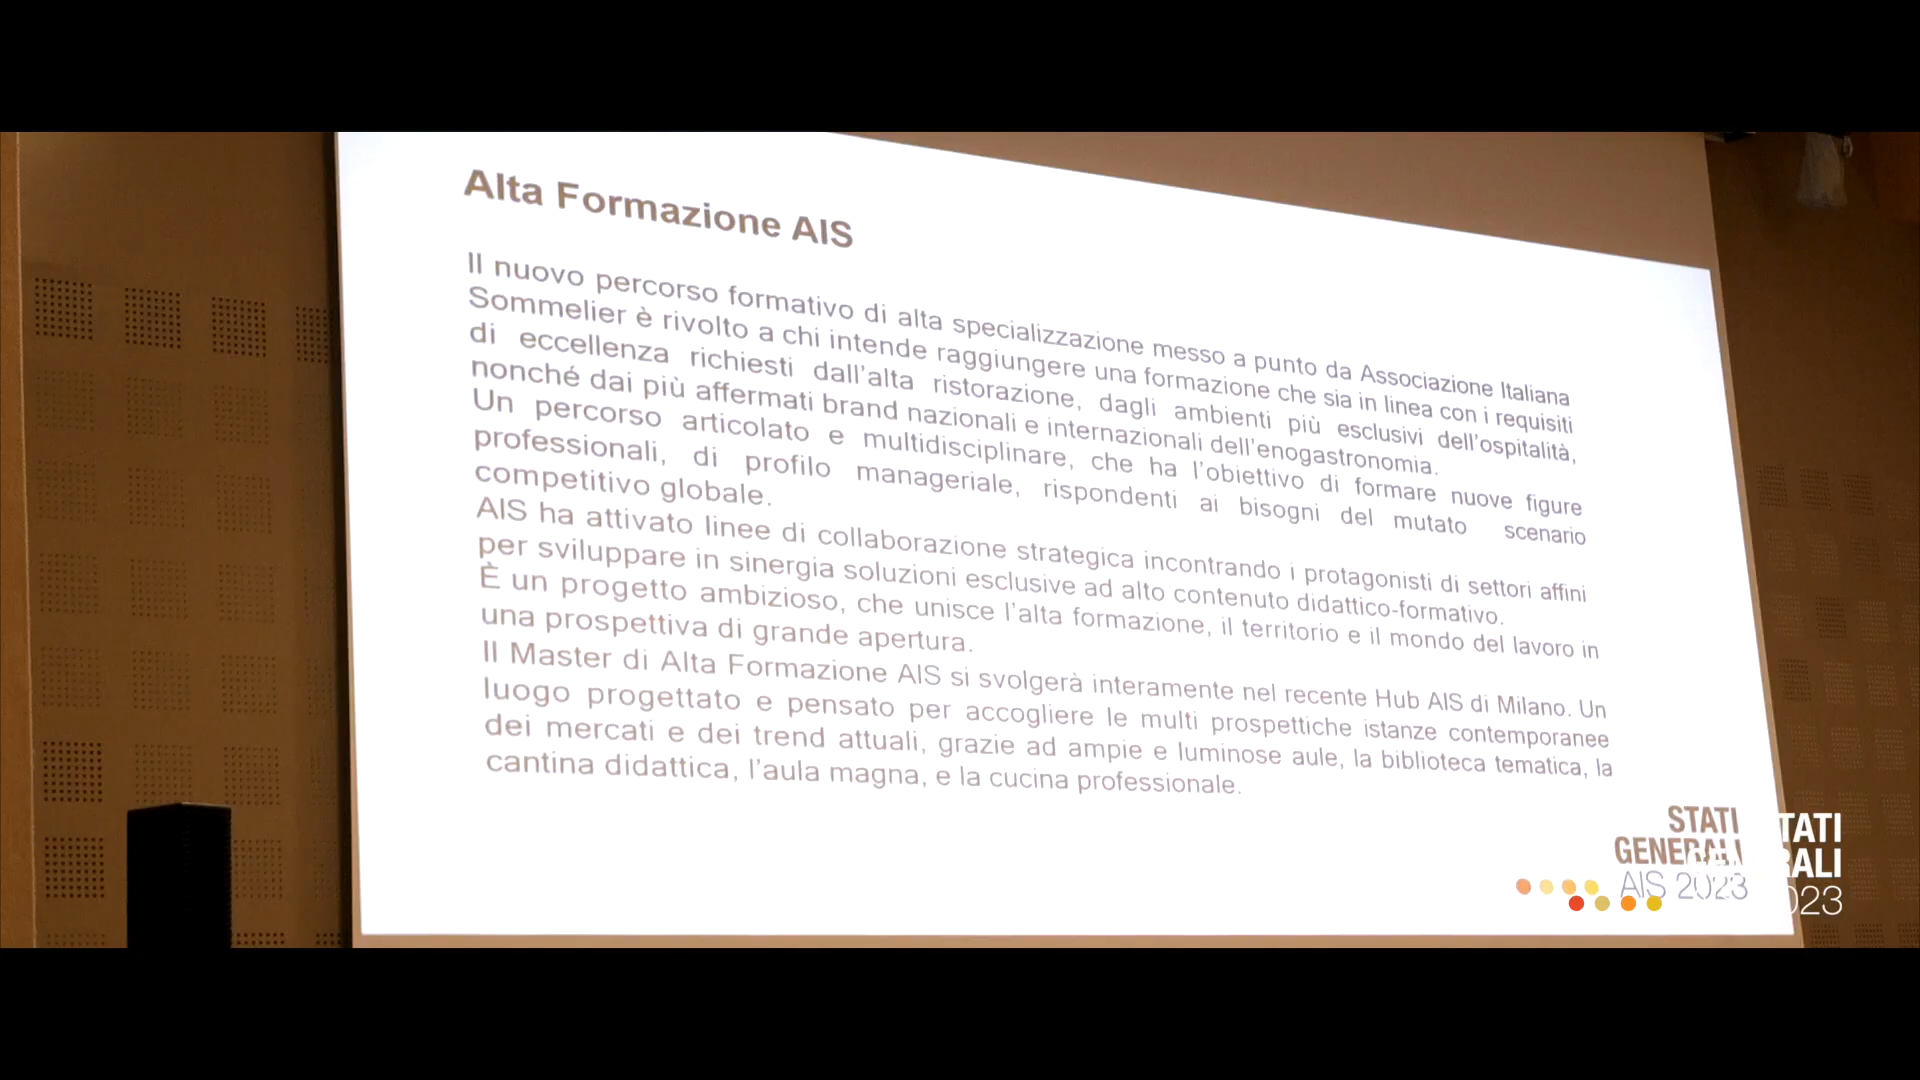 Alta Formazione AIS
Il nuovo percorso formativo di alta specializzazione messo a punto da Associazione Italiana
Sommelier è rivolto a chi intende raggiungere una formazione che sia in linea con i requisiti
di eccellenza richiesti dall'alta ristorazione, dagli ambienti più esclusivi dell'ospitalità,
nonché dai più affermati brand nazionali e internazionali dell'enogastronomia.
Un percorso articolato e multidisciplinare, che ha l'obiettivo di formare nuove figure
professionali, di profilo manageriale, rispondenti ai bisogni del mutato scenario
competitivo globale.
AIS ha attivato linee di collaborazione strategica incontrando i protagonisti di settori affini
per sviluppare in sinergia soluzioni esclusive ad alto contenuto didattico-formativo.
È un progetto ambizioso, che unisce l'alta formazione, il territorio e il mondo del lavoro in
una prospettiva di grande apertura.
Il Master di Alta Formazione AIS si svolgerà interamente nel recente Hub AIS di Milano. Un
luogo progettato e pensato per accogliere le multi prospettiche istanze contemporanee
dei mercati e dei trend attuali, grazie ad ampie e luminose aule, la biblioteca tematica, la
cantina didattica, l'aula magna, e la cucina professionale.
STATI
GENERALI
AIS 2023
TATI
RALI
023